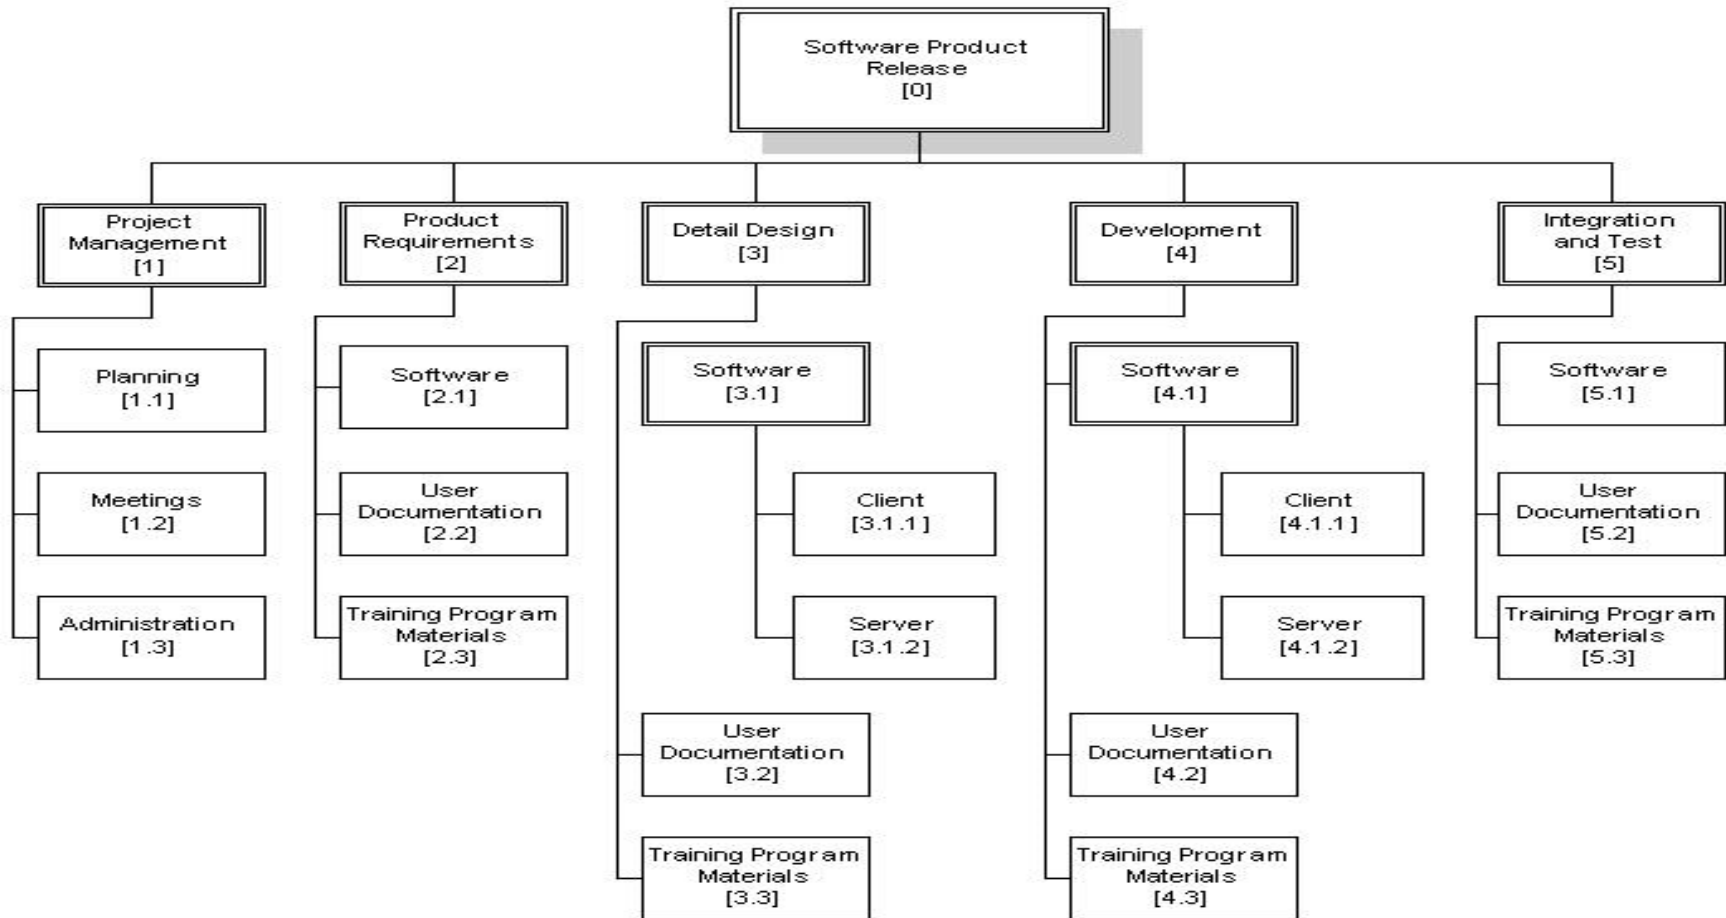 Software Product
Release
[0]
Project
Management
[1]
Product
Requirements
[2]
Detail Design
[3]
Development
[4]
Integration
and Test
[5]
Planning
[1.1]
Software
[2.1]
Software
[3.1]
Software
[4.1]
Software
[5.1]
Meetings
[1.2]
User
Documentation
[2.2]
Client
[3.1.1]
Client
[4.1.1]
User
Documentation
[5.2]
Administration
[1.3]
Training Program
Materials
[2.3]
Server
[3.1.2]
Server
[4.1.2]
Training Program
Materials
[5.3]
User
Documentation
[3.2]
User
Documentation
[4.2]
Training Program
Materials
[3.3]
Training Program
Materials
[4.3]